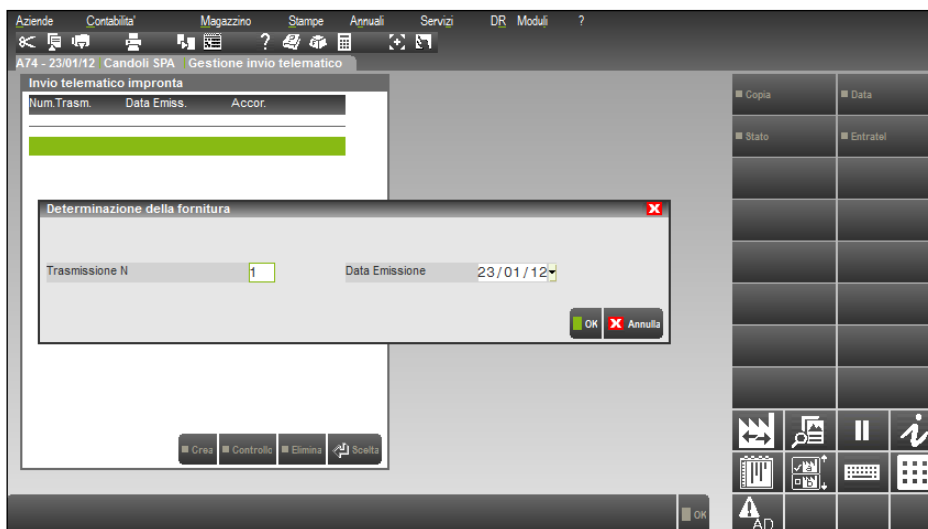 Aziende Contabilita' Magazzino Stampe Annuali Servizi DR Moduli ?
A74 - 23/01/12 Candoli SPA Gestione invio telematico
Invio telematico impronta
Num.Trasm. Data Emiss. Accor.
Copia Data
Stato Entratel
Determinazione della fornitura
Trasmissione N 1 Data Emissione 23/01/12
OK Annulla
Crea Controllc Elimina Scelta
OK
AD